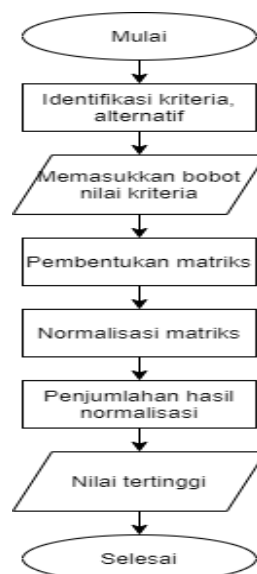 Mulai
Identifikasi kriteria,
alternatif
Memasukkan bobot
nilai kriteria
Pembentukan matriks
Normalisasi matriks
Penjumlahan hasil
normalisasi
Nilai tertinggi
Selesai